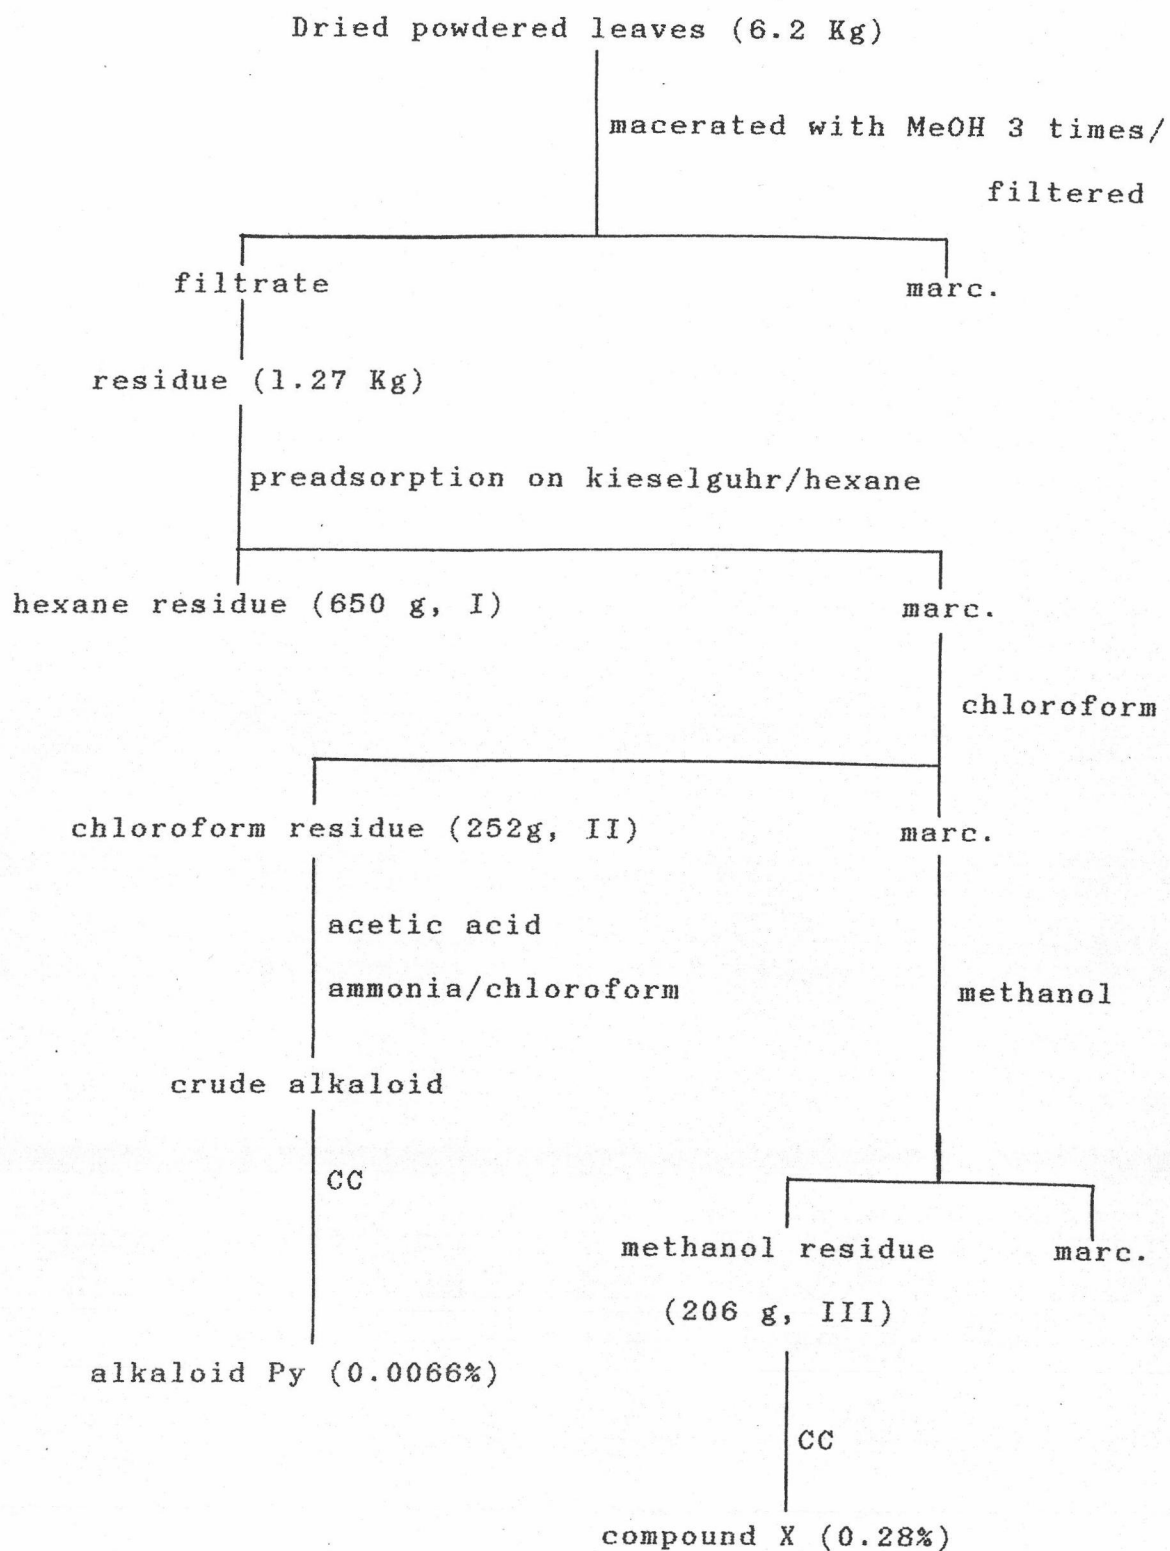 Dried powdered leaves (6.2 Kg)
macerated with MeOH 3 times/
filtered
filtrate
marc.
residue (1.27 Kg)
preadsorption on kieselguhr/hexane
hexane residue (650 g, I)
marc.
chloroform
chloroform residue (252g, II)
marc.
acetic acid
ammonia/chloroform
methanol
crude alkaloid
CC
methanol residue
marc.
(206 g, III)
alkaloid Py (0.0066%)
CC
compound X (0.28%)